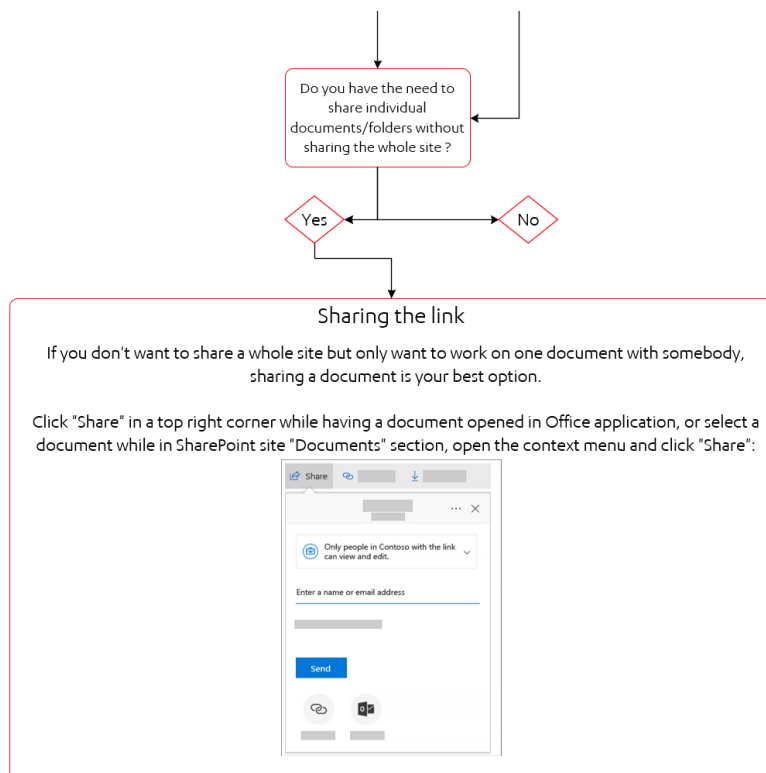 Do you have the need to
share individual
documents/folders without
sharing the whole site ?
Yes
No
Sharing the link
If you don't want to share a whole site but only want to work on one document with somebody,
sharing a document is your best option.
Click "Share" in a top right corner while having a document opened in Office application, or select a
document while in SharePoint site "Documents" section, open the context menu and click "Share":
Share
Only people in Contoso with the link
can view and edit.
Enter a name or email address
Send